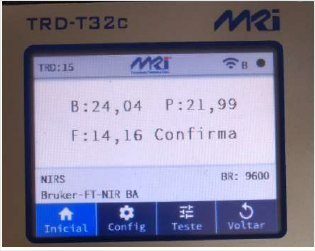 TRD-T32C MRi
TRD:15 MRi B
B:24,04 P:21,99
F:14,16 Confirma
NIRS BR: 9600
Bruker-FT-NIR BA
Inicial Config Teste Voltar